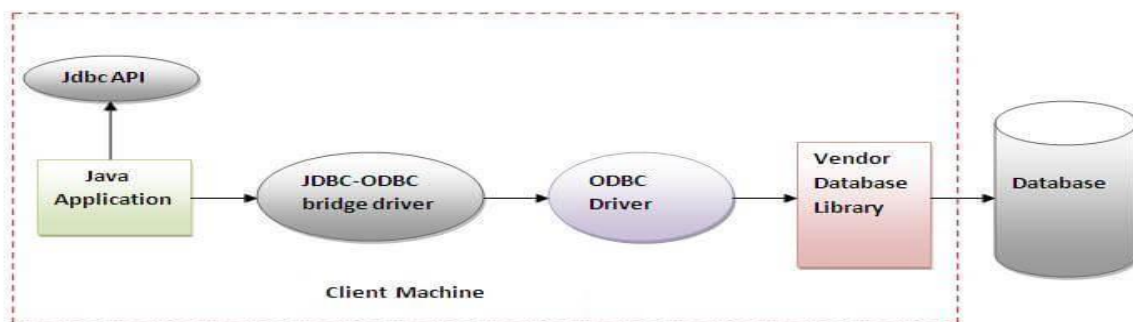 Jdbc API
Java
Application
JDBC-ODBC
bridge driver
ODBC
Driver
Vendor
Database
Library
Database
Client Machine